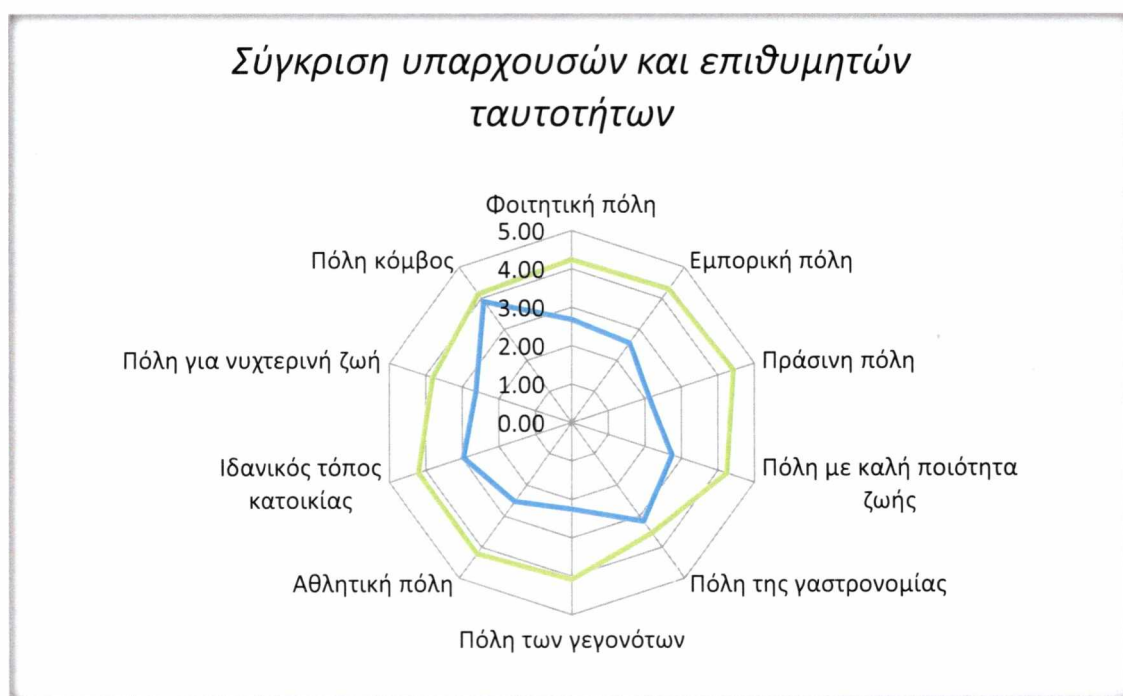 Σύγκριση υπαρχουσών και επιθυμητών
ταυτοτήτων
Φοιτητική πόλη
5.00
Πόλη κόμβος
Εμπορική πόλη
4.00
3.00
Πόλη για νυχτερινή ζωή
2.00
Πράσινη πόλη
1.00
0.00
Ιδανικός τόπος
κατοικίας
Πόλη με καλή ποιότητα
ζωής
Αθλητική πόλη
Πόλη της γαστρονομίας
Πόλη των γεγονότων